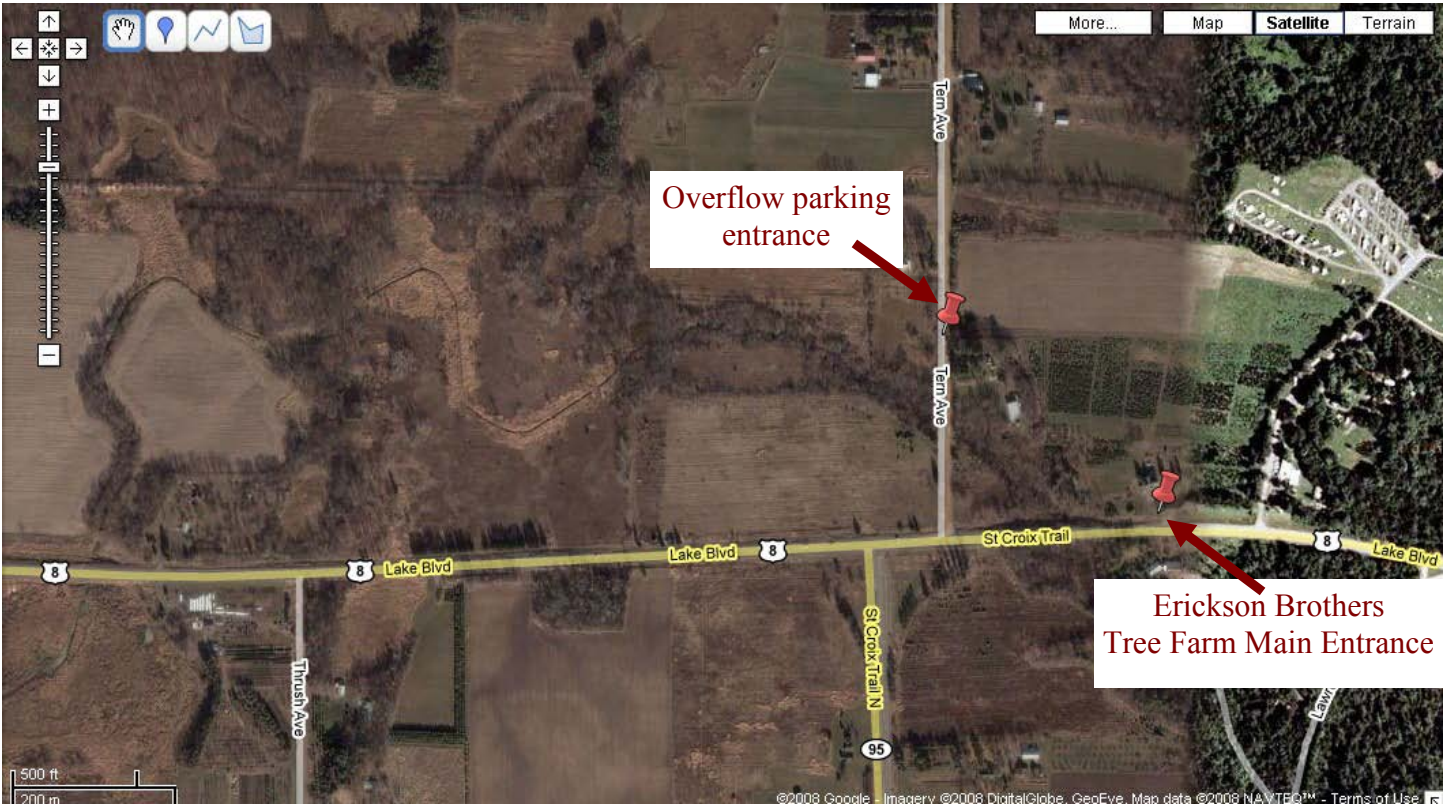 More...
Map
Satellite
Terrain
Tern Ave
Overflow parking
entrance
Tern Ave
St Croix Trail
8
Lake Blvd
8
Lake Blvd
8
Lake Blvd
8
Erickson Brothers
Tree Farm Main Entrance
Thrush Ave
St Croix Trail N
95
500 ft
200 m
©2008 Google - Imagery ©2008 DigitalGlobe, GeoEye, Map data ©2008 NAVTEQ™ - Terms of Use